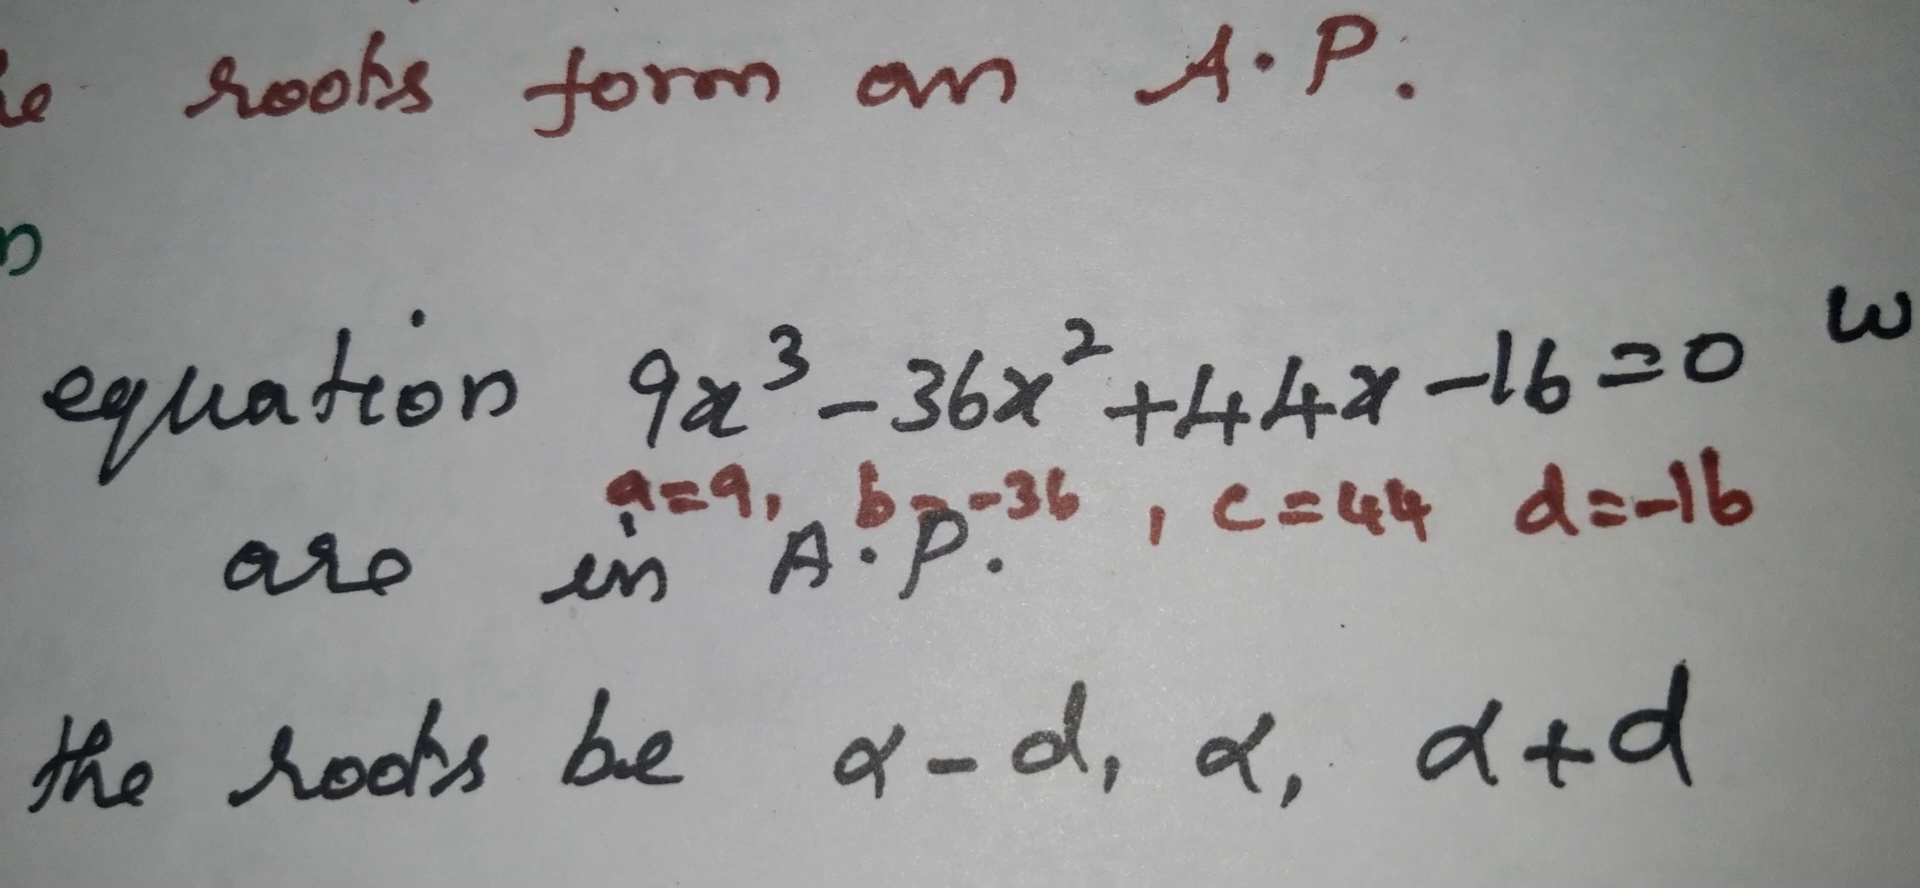 roots form an A.P.
equation 9x³ - 36x² + 44x - 16 = 0
a=9, b=-36, c=44 d=-16
are in A.P.
the roots be α-d, α, α+d